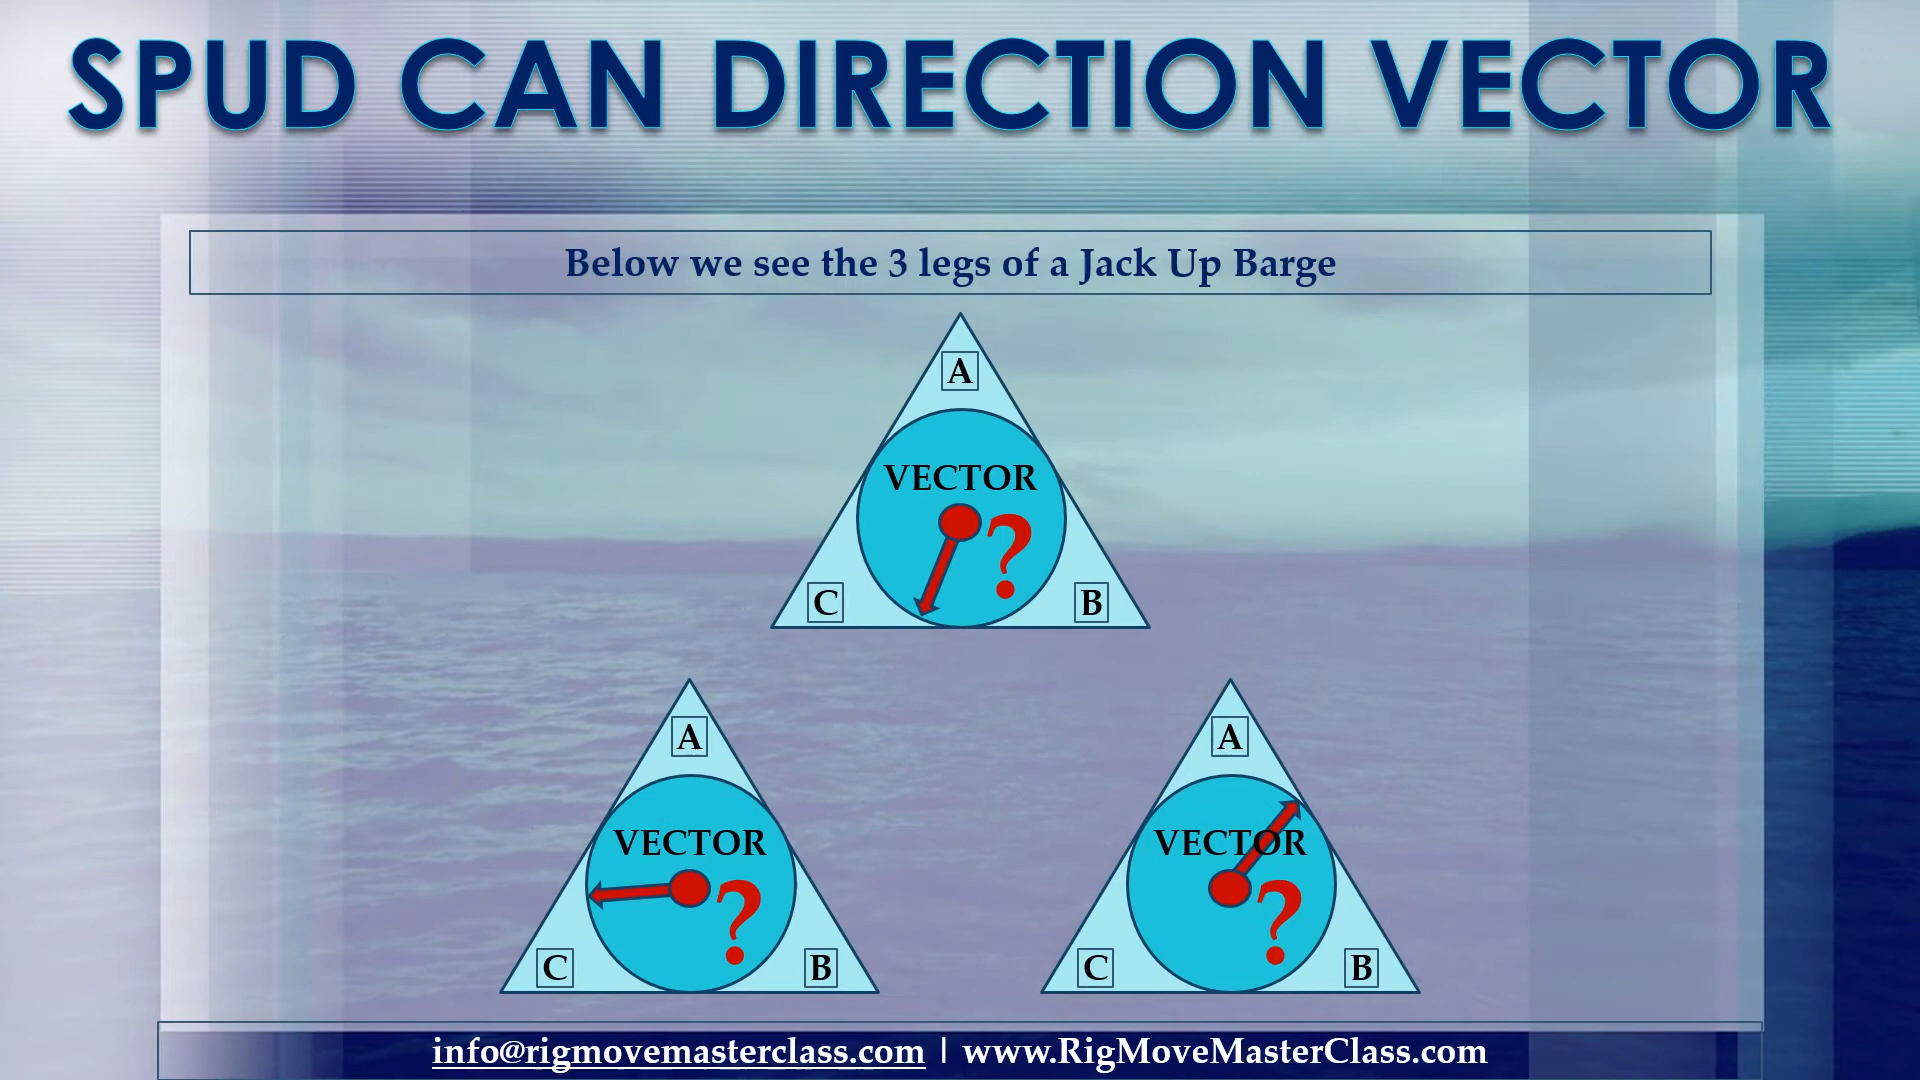 SPUD CAN DIRECTION VECTOR
Below we see the 3 legs of a Jack Up Barge
A
VECTOR
?
C
B
A
VECTOR
?
C
B
A
VECTOR
?
C
B
info@rigmovemasterclass.com | www.RigMoveMasterClass.com